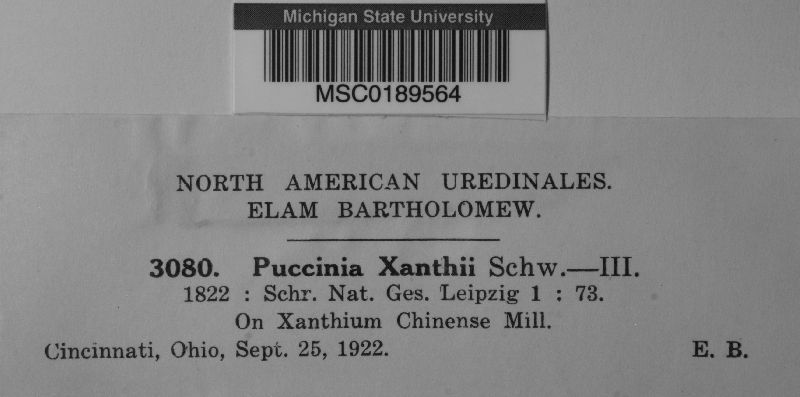 Michigan State University
MSC0189564
NORTH AMERICAN UREDINALES.
ELAM BARTHOLOMEW.
3080. Puccinia Xanthii Schw.—III.
1822 : Schr. Nat. Ges. Leipzig 1 : 73.
On Xanthium Chinense Mill.
Cincinnati, Ohio, Sept. 25, 1922. E. B.